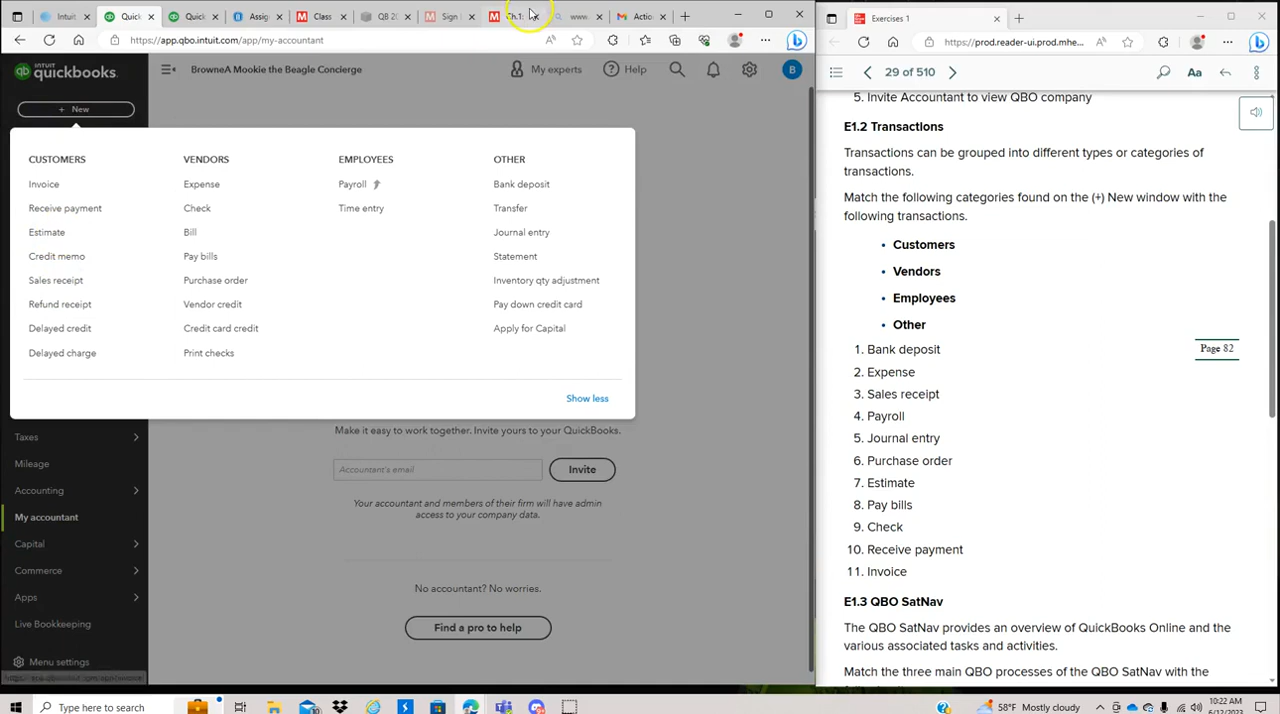 Quick
Quick
Assig
Class
QB 20
Sign
Ch.1:
www.
Actio
https://app.qbo.intuit.com/app/my-accountant
INTUIT
quickbooks.
BrowneA Mookie the Beagle Concierge
My experts
Help
B
+ New
CUSTOMERS
Invoice
Receive payment
Estimate
Credit memo
Sales receipt
Refund receipt
Delayed credit
Delayed charge
VENDORS
Expense
Check
Bill
Pay bills
Purchase order
Vendor credit
Credit card credit
Print checks
EMPLOYEES
Payroll
Time entry
OTHER
Bank deposit
Transfer
Journal entry
Statement
Inventory qty adjustment
Pay down credit card
Apply for Capital
Show less
Taxes
Mileage
Accounting
My accountant
Capital
Commerce
Apps
Live Bookkeeping
Menu settings
Make it easy to work together. Invite yours to your QuickBooks.
Accountant's email
Invite
Your accountant and members of their firm will have admin
access to your company data.
No accountant? No worries.
Find a pro to help
Exercises 1
https://prod.reader-ui.prod.mhe...
29 of 510
Aa
5. Invite Accountant to view QBO company
E1.2 Transactions
Transactions can be grouped into different types or categories of
transactions.
Match the following categories found on the (+) New window with the
following transactions.
• Customers
• Vendors
• Employees
• Other
1. Bank deposit
Page 82
2. Expense
3. Sales receipt
4. Payroll
5. Journal entry
6. Purchase order
7. Estimate
8. Pay bills
9. Check
10. Receive payment
11. Invoice
E1.3 QBO SatNav
The QBO SatNav provides an overview of QuickBooks Online and the
various associated tasks and activities.
Match the three main QBO processes of the QBO SatNav with the
Type here to search
58°F Mostly cloudy
10:22 AM
6/12/2023